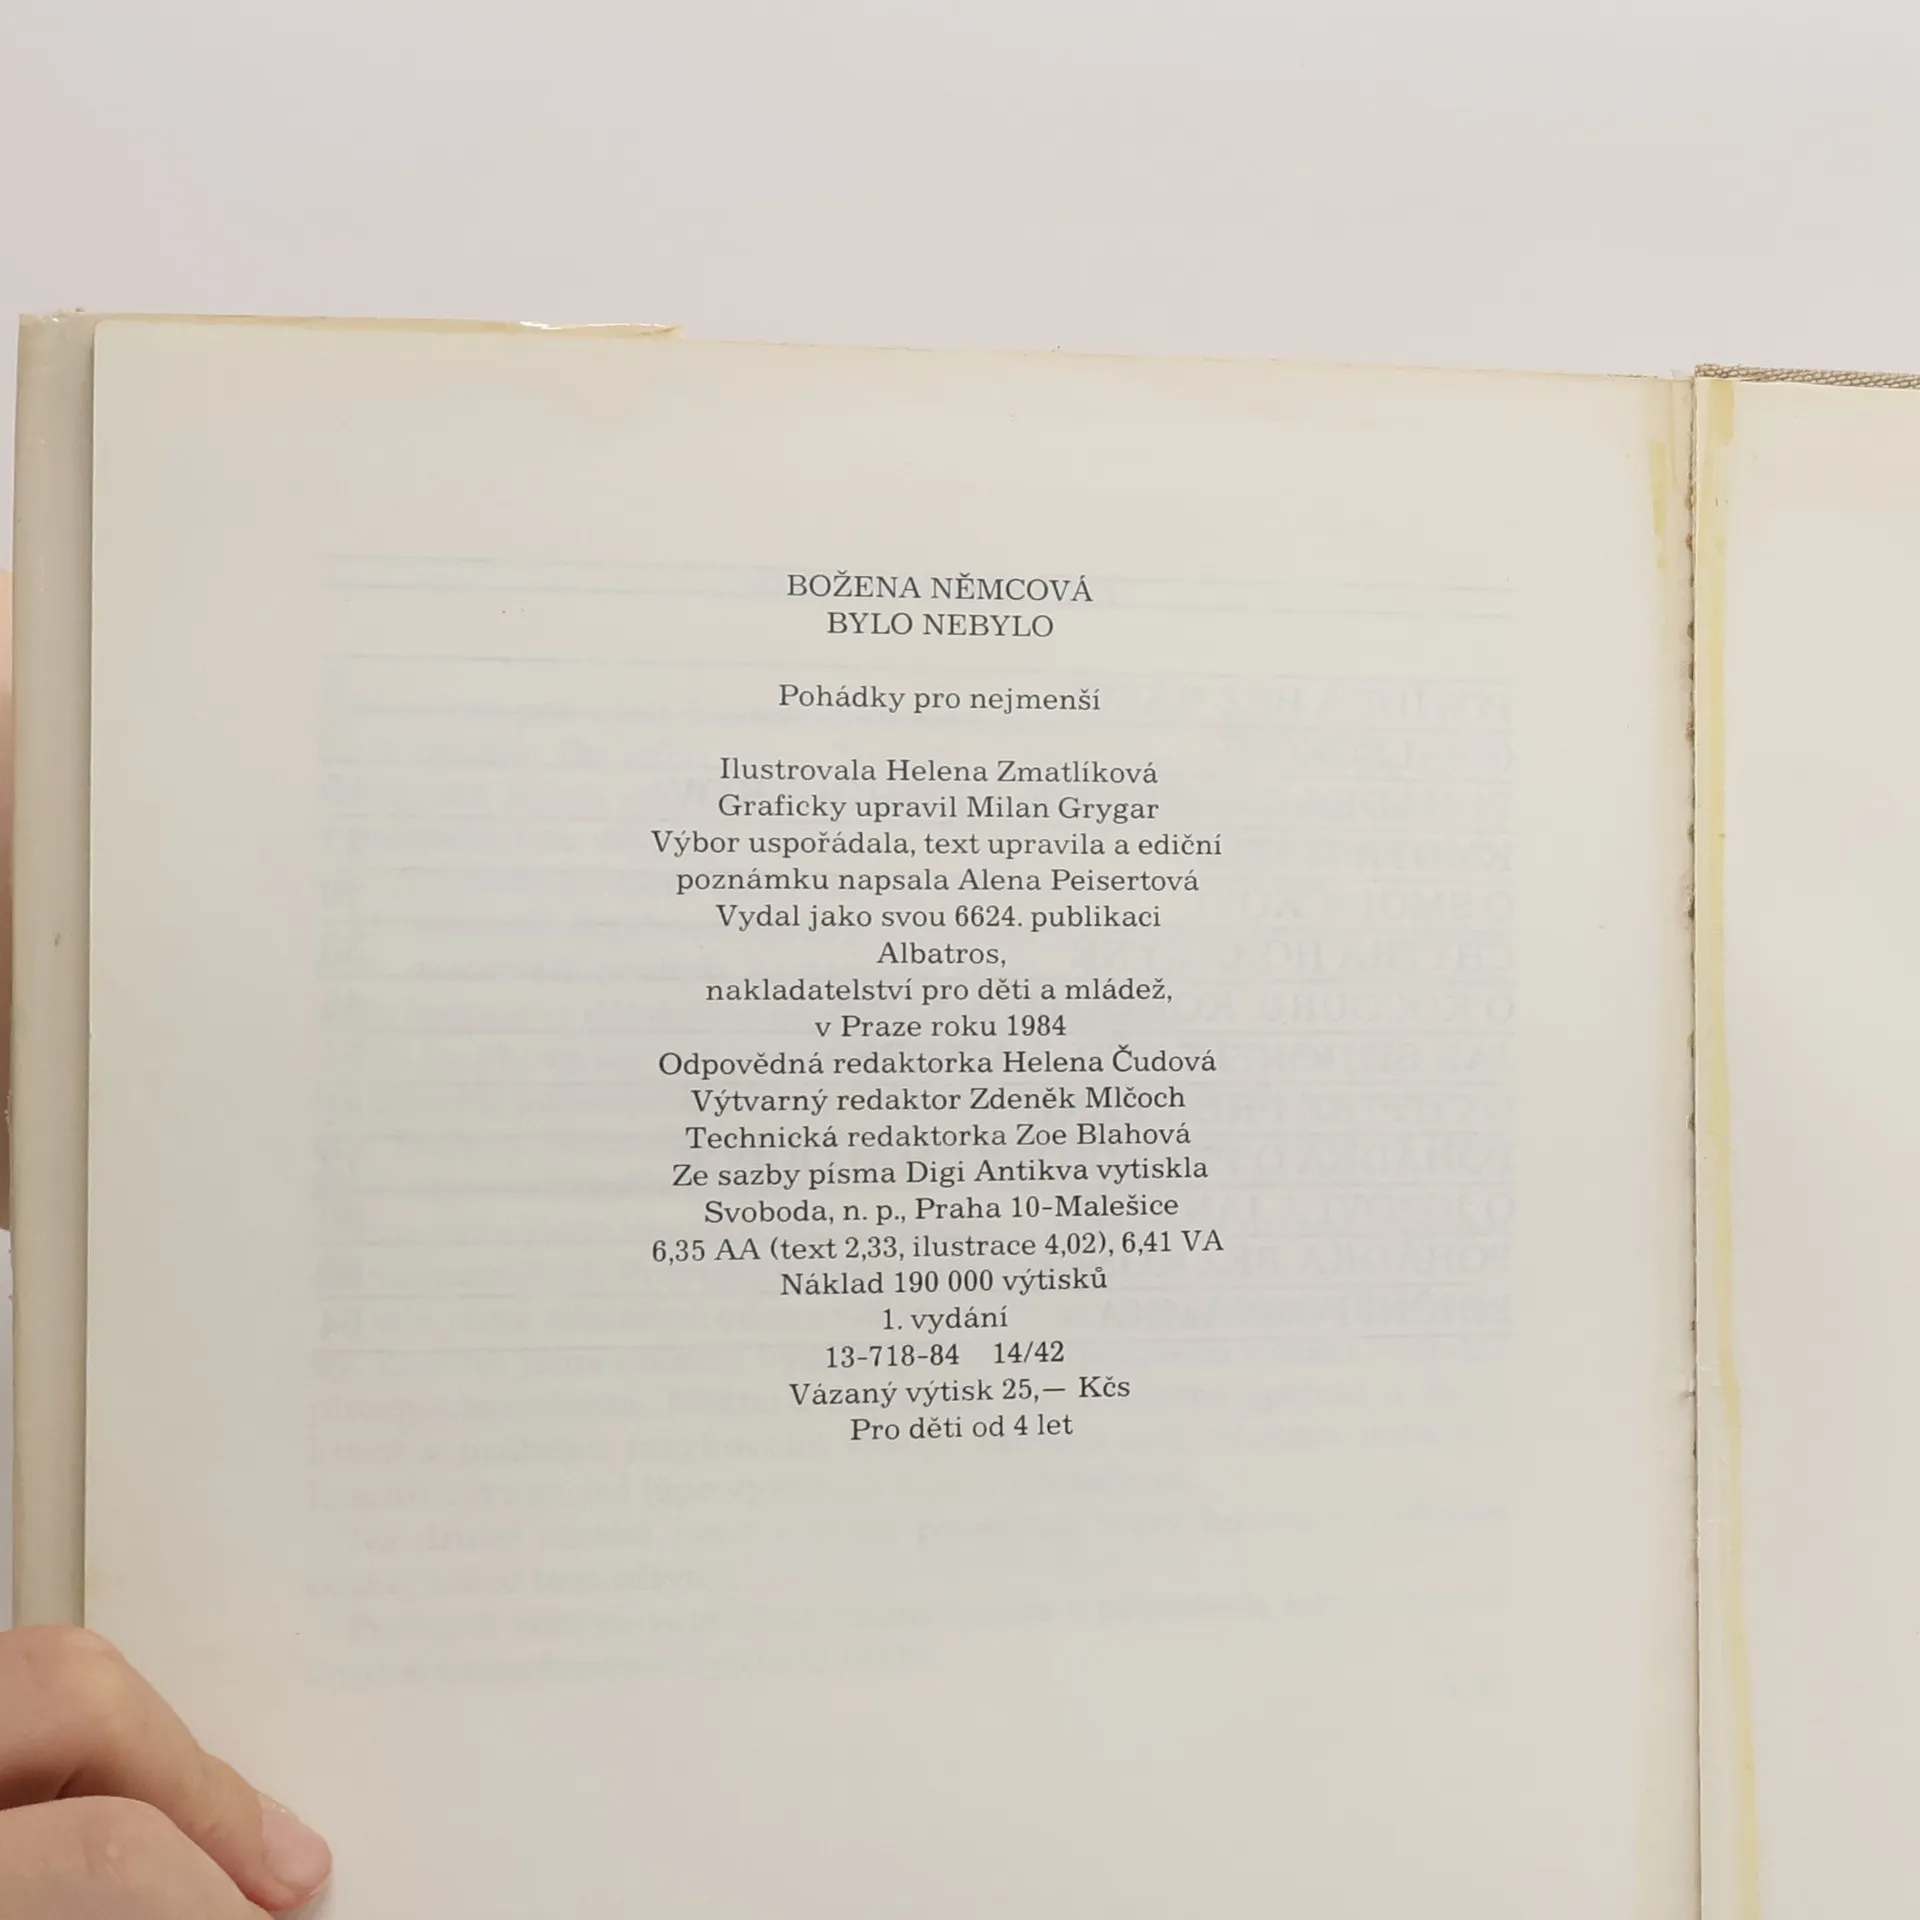 BOŽENA NĚMCOVÁ
BYLO NEBYLO
Pohádky pro nejmenší
Ilustrovala Helena Zmatlíková
Graficky upravil Milan Grygar
Výbor uspořádala, text upravila a ediční
poznámku napsala Alena Peisertová
Vydal jako svou 6624. publikaci
Albatros,
nakladatelství pro děti a mládež,
v Praze roku 1984
Odpovědná redaktorka Helena Čudová
Výtvarný redaktor Zdeněk Mlčoch
Technická redaktorka Zoe Blahová
Ze sazby písma Digi Antikva vytiskla
Svoboda, n. p., Praha 10-Malešice
6,35 AA (text 2,33, ilustrace 4,02), 6,41 VA
Náklad 190 000 výtisků
1. vydání
13-718-84 14/42
Vázaný výtisk 25,— Kčs
Pro děti od 4 let